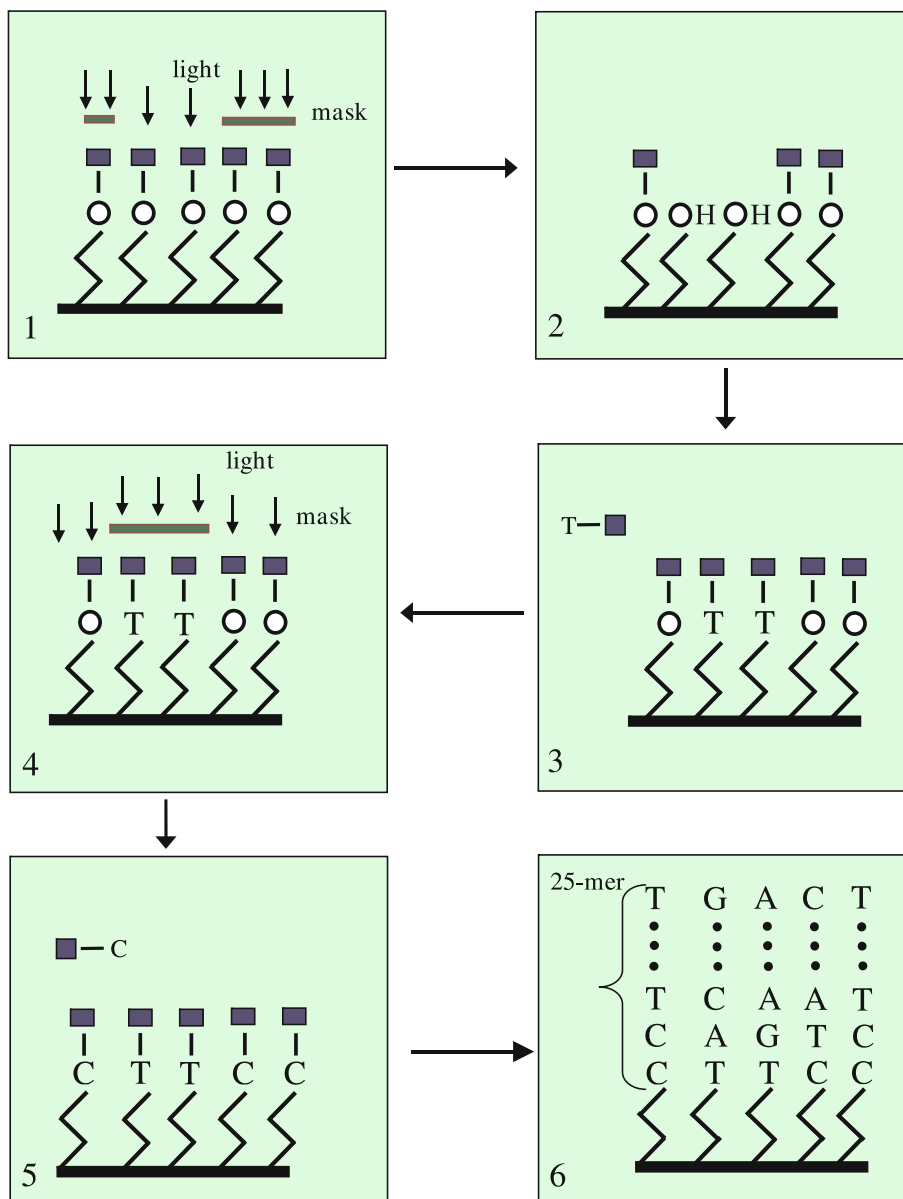 light
mask
1
H H
2
light
mask
T T
4
T
T T
3
C
C T T C C
5
25-mer
T G A C T
T C A A T
C A G T C
C T T C C
6